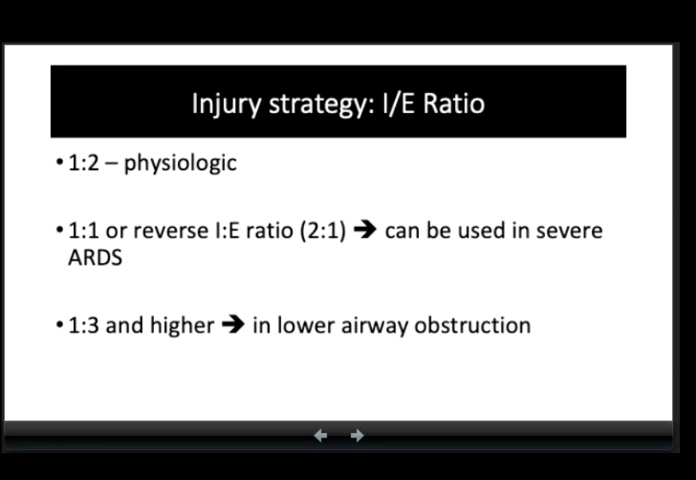 Injury strategy: I/E Ratio
• 1:2 – physiologic
• 1:1 or reverse I:E ratio (2:1) ➔ can be used in severe
ARDS
• 1:3 and higher ➔ in lower airway obstruction